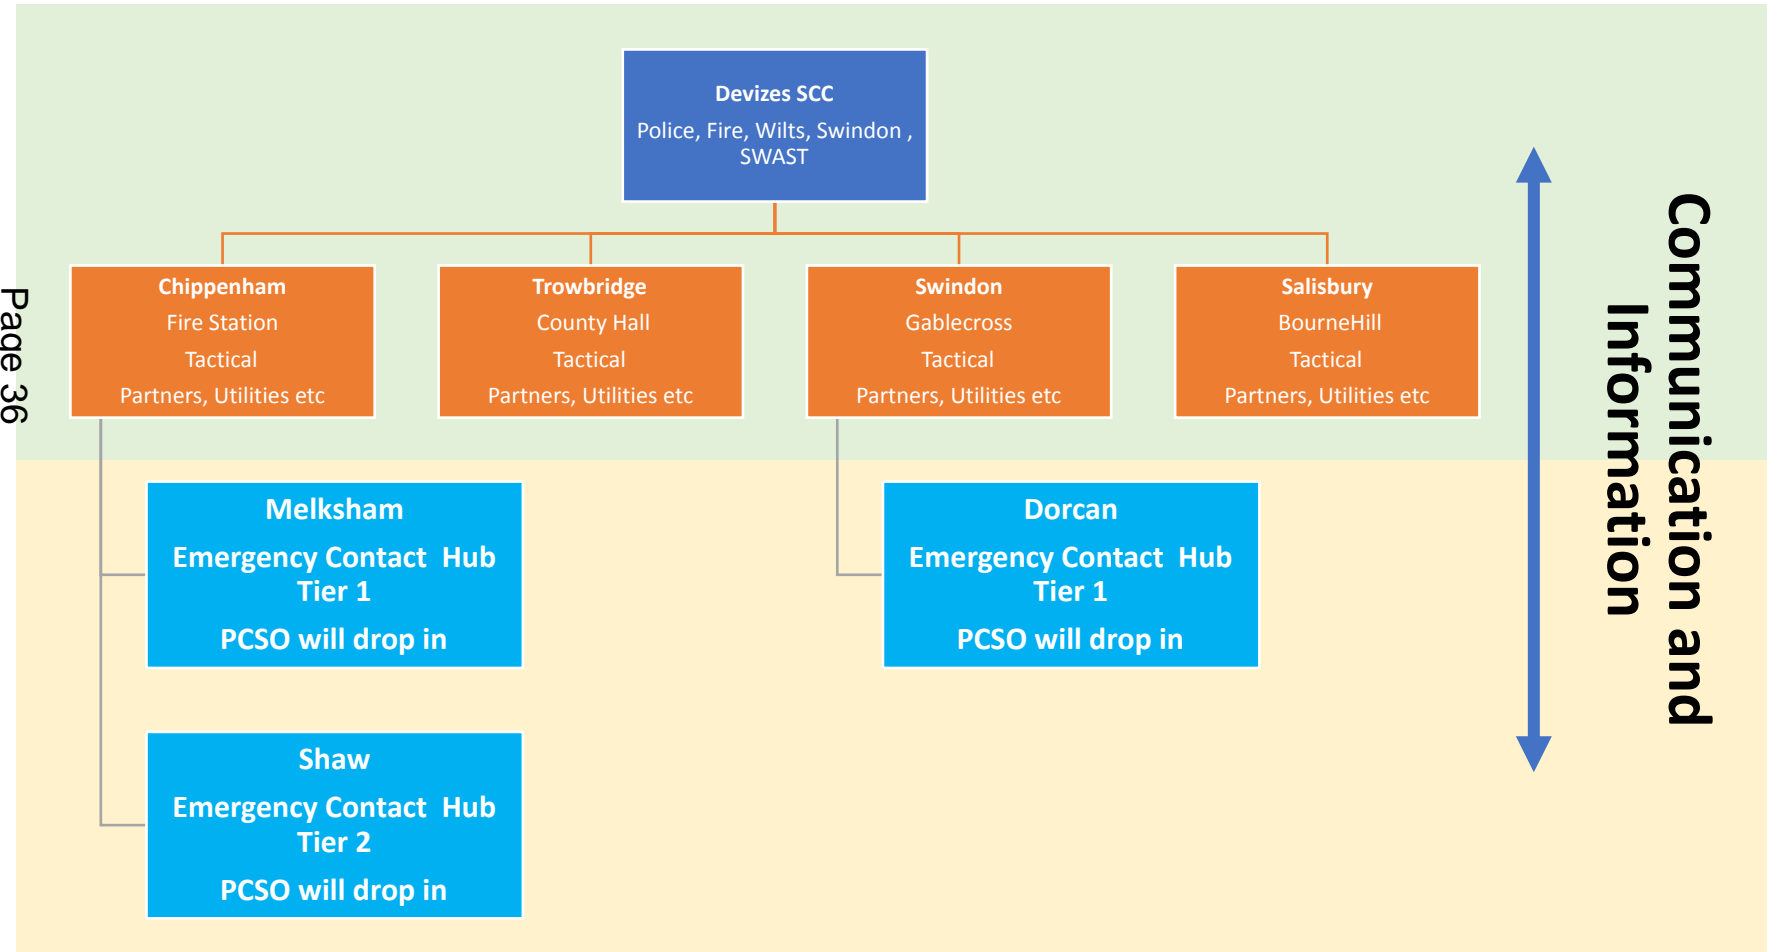 Devizes SCC
Police, Fire, Wilts, Swindon ,
SWAST
Chippenham
Fire Station
Tactical
Partners, Utilities etc
Trowbridge
County Hall
Tactical
Partners, Utilities etc
Swindon
Gablecross
Tactical
Partners, Utilities etc
Salisbury
BourneHill
Tactical
Partners, Utilities etc
Melksham
Emergency Contact  Hub
Tier 1
PCSO will drop in
Dorcan
Emergency Contact  Hub
Tier 1
PCSO will drop in
Shaw
Emergency Contact  Hub
Tier 2
PCSO will drop in
Communication and
Information
Page 36